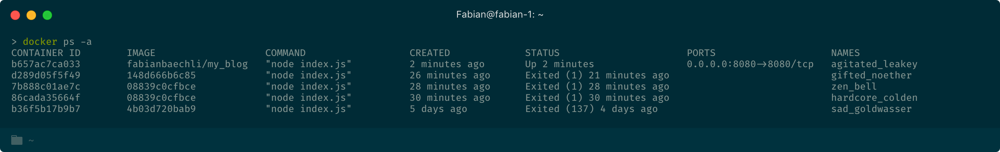 Fabian@fabian-1: ~
> docker ps -a
CONTAINER ID        IMAGE                   COMMAND                  CREATED             STATUS                      PORTS                    NAMES
b657ac7ca033        fabianbaechli/my_blog   "node index.js"          2 minutes ago       Up 2 minutes                0.0.0.0:8080->8080/tcp   agitated_leakey
d289d05f5f49        148d666b6c85            "node index.js"          26 minutes ago      Exited (1) 21 minutes ago                            gifted_noether
7b888c01ae7c        08839c0cfbce            "node index.js"          28 minutes ago      Exited (1) 28 minutes ago                            zen_bell
86cada35664f        08839c0cfbce            "node index.js"          30 minutes ago      Exited (1) 30 minutes ago                            hardcore_colden
b36f5b17b9b7        4b03d720bab9            "node index.js"          5 days ago          Exited (137) 4 days ago                              sad_goldwasser
~